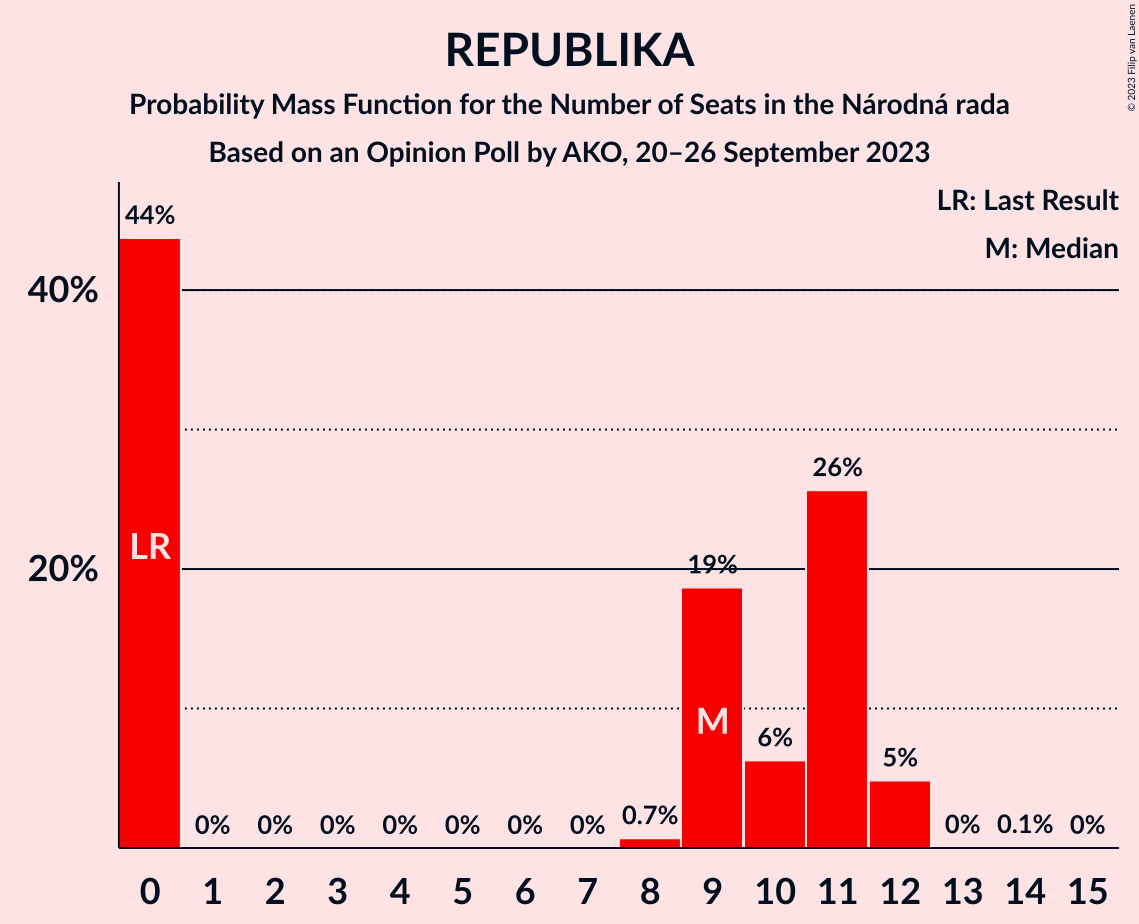 REPUBLIKA
Probability Mass Function for the Number of Seats in the Národná rada
Based on an Opinion Poll by AKO, 20–26 September 2023
© 2023 Filip van Laenen
LR: Last Result
M: Median
44%
40%
26%
LR
20%
19%
M
6%
5%
0% 0% 0% 0% 0% 0% 0% 0.7% 0% 0.1% 0%
0 1 2 3 4 5 6 7 8 9 10 11 12 13 14 15